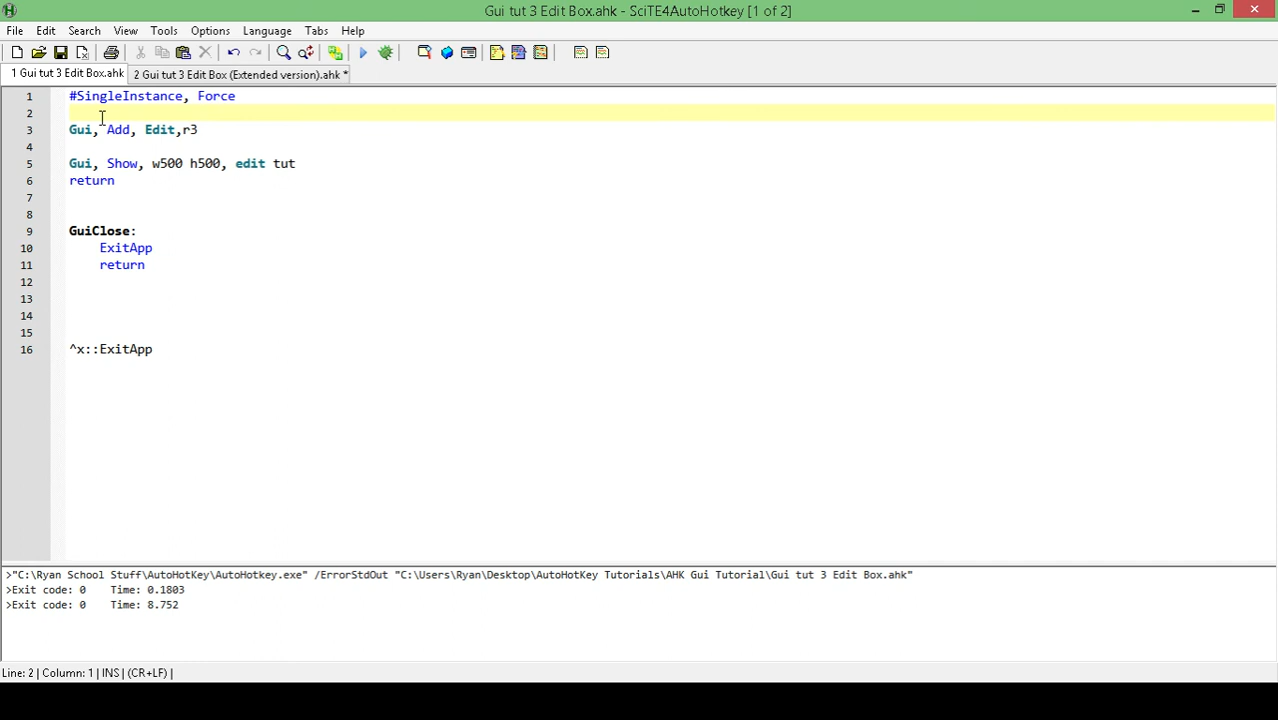 Gui tut 3 Edit Box.ahk - SciTE4AutoHotkey [1 of 2]
File Edit Search View Tools Options Language Tabs Help
1 Gui tut 3 Edit Box.ahk 2 Gui tut 3 Edit Box (Extended version).ahk *
1 #SingleInstance, Force
2
3 Gui, Add, Edit,r3
4
5 Gui, Show, w500 h500, edit tut
6 return
7
8
9 GuiClose:
10 ExitApp
11 return
12
13
14
15
16 ^x::ExitApp
>"C:\Ryan School Stuff\AutoHotKey\AutoHotkey.exe" /ErrorStdOut "C:\Users\Ryan\Desktop\AutoHotKey Tutorials\AHK Gui Tutorial\Gui tut 3 Edit Box.ahk"
>Exit code: 0 Time: 0.1803
>Exit code: 0 Time: 8.752
Line: 2 | Column: 1 | INS | (CR+LF) |